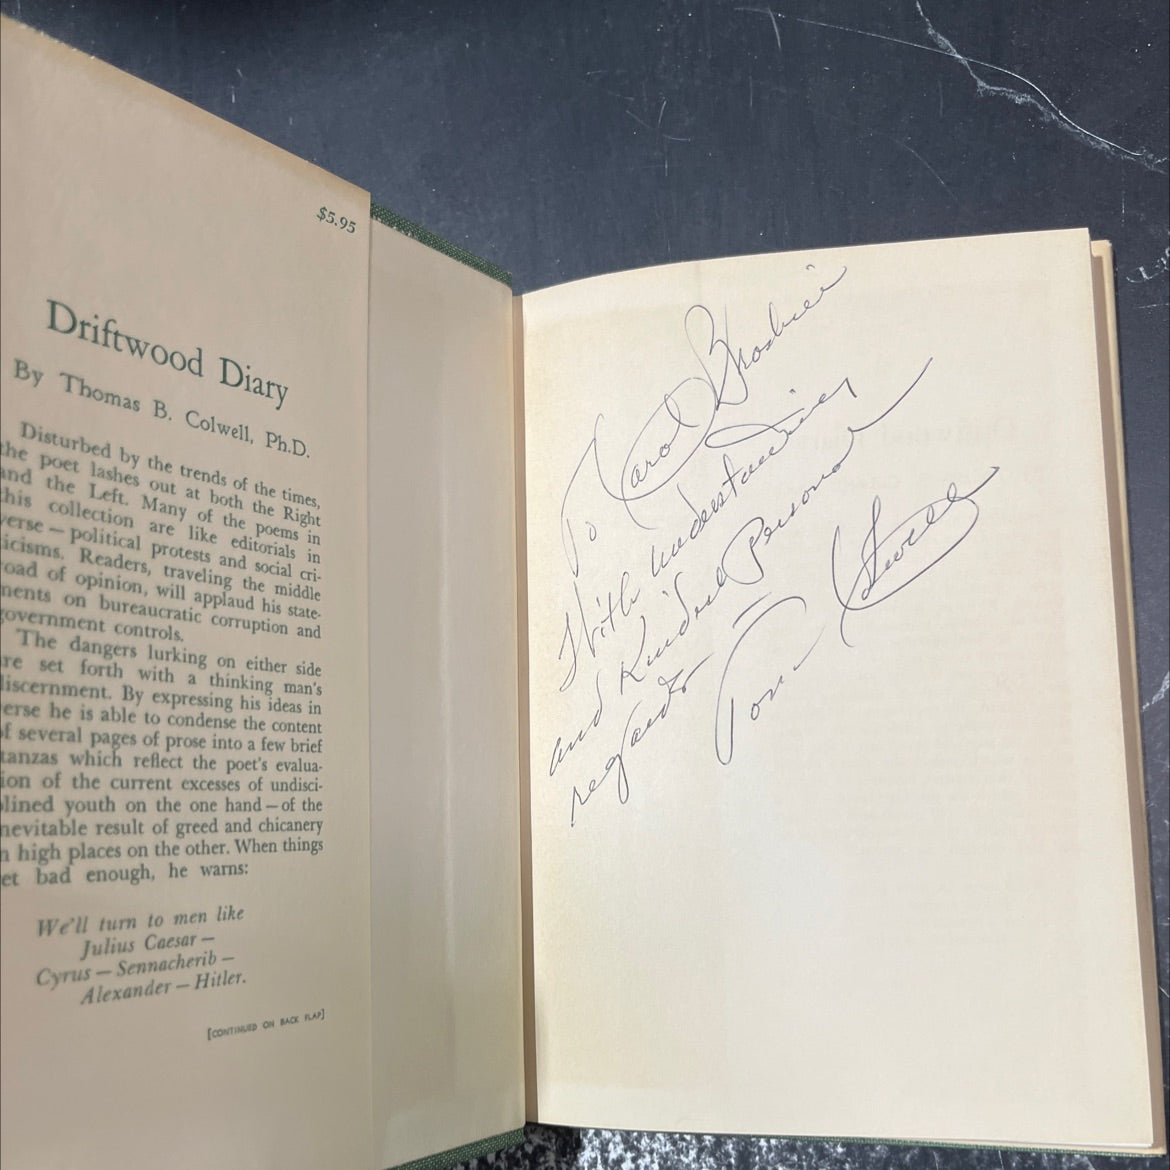 $5.95
Driftwood Diary
By Thomas B. Colwell, Ph.D.
Disturbed by the trends of the times,
the poet lashes out at both the Right
and the Left. Many of the poems in
this collection are like editorials in
verse — political protests and social cri-
ticisms. Readers, traveling the middle
road of opinion, will applaud his state-
ments on bureaucratic corruption and
government controls.
The dangers lurking on either side
are set forth with a thinking man's
discernment. By expressing his ideas in
verse he is able to condense the content
of several pages of prose into a few brief
stanzas which reflect the poet's evalua-
tion of the current excesses of undisci-
plined youth on the one hand — of the
inevitable result of greed and chicanery
in high places on the other. When things
get bad enough, he warns:
We'll turn to men like
Julius Caesar —
Cyrus — Sennacherib —
Alexander — Hitler.
[CONTINUED ON BACK FLAP]
To Carol
With understanding
and Kindred Personal
regards
Tom